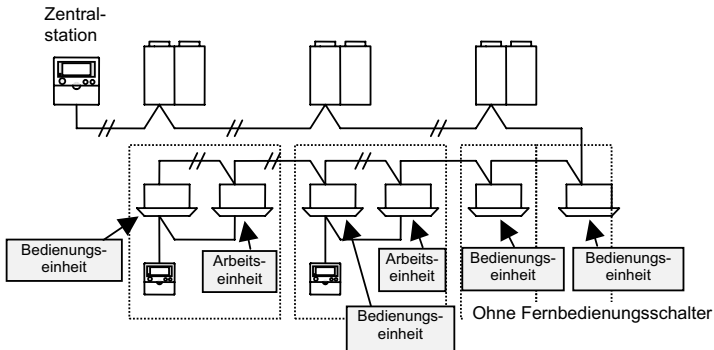 Zentral-
station
Bedienungs-
einheit
Arbeits-
einheit
Bedienungs-
einheit
Arbeits-
einheit
Bedienungs-
einheit
Bedienungs-
einheit
Ohne Fernbedienungsschalter